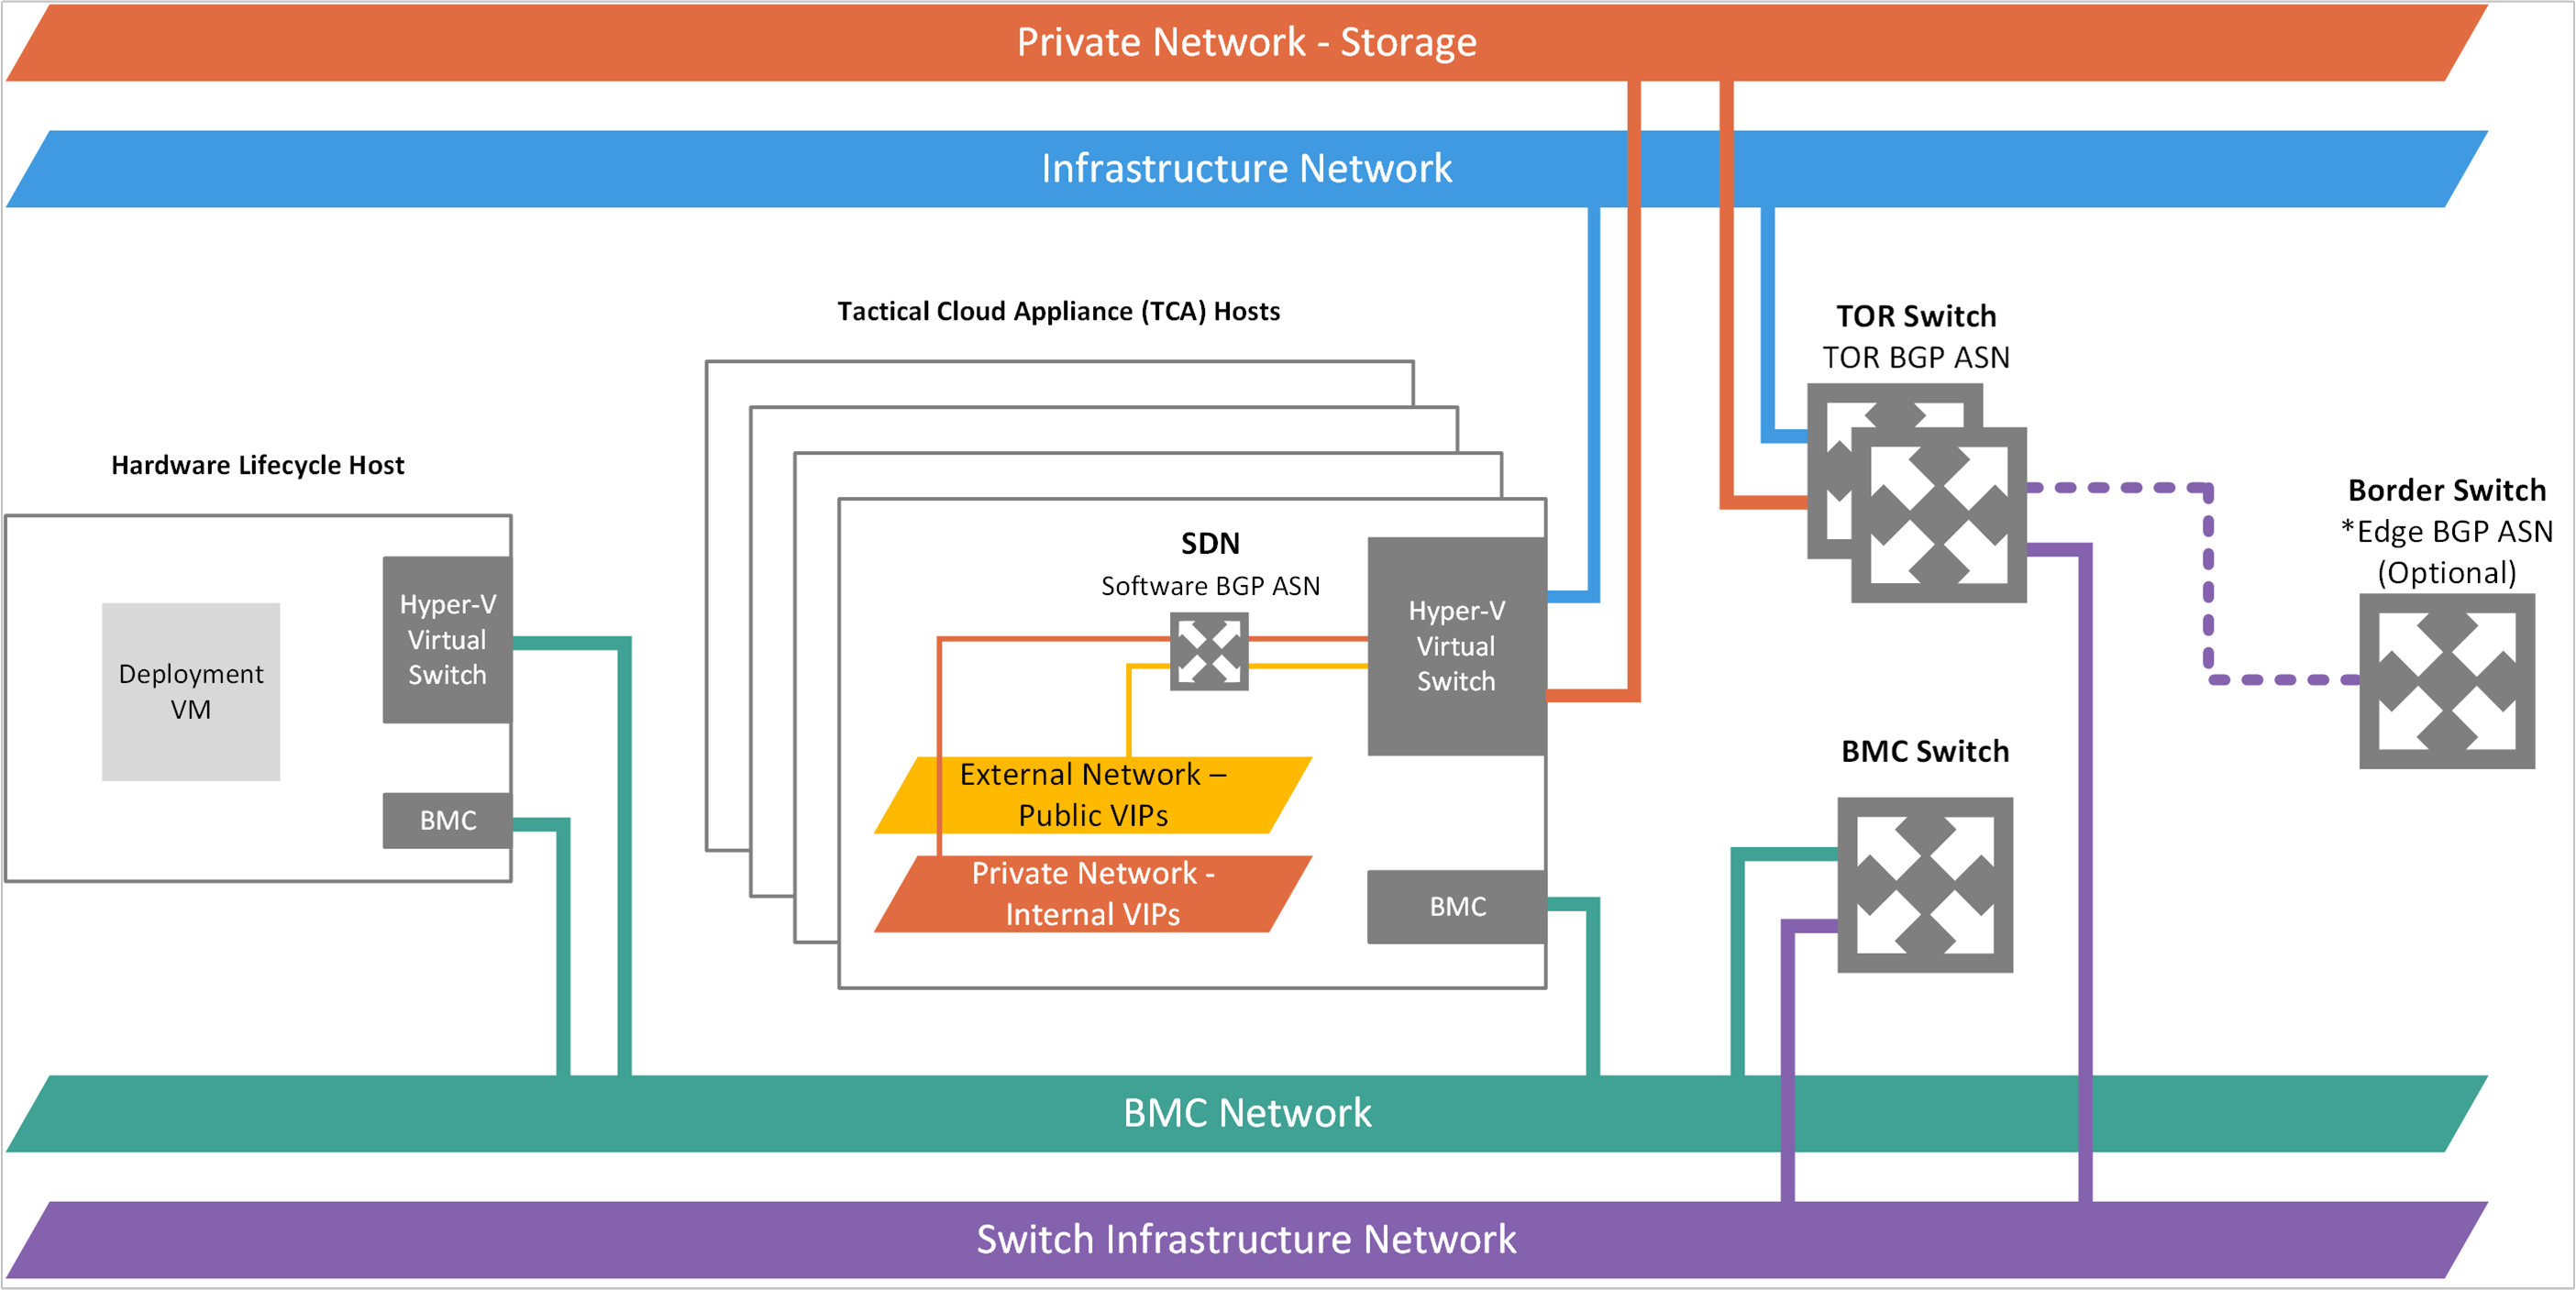 Private Network - Storage
Infrastructure Network
Tactical Cloud Appliance (TCA) Hosts
TOR Switch
TOR BGP ASN
Hardware Lifecycle Host
Border Switch
*Edge BGP ASN
(Optional)
SDN
Software BGP ASN
Hyper-V
Virtual
Switch
Hyper-V
Virtual
Switch
Deployment
VM
BMC Switch
External Network –
Public VIPs
BMC
Private Network -
Internal VIPs
BMC
BMC Network
Switch Infrastructure Network